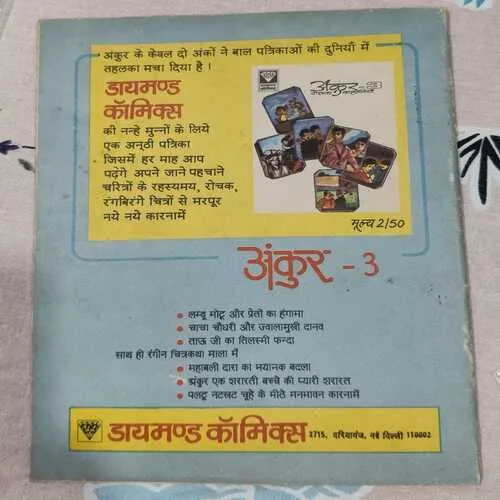 अंकुर के केवल दो अंकों ने बाल पत्रिकाओं की दुनियाँ में
तहलका मचा दिया है ।
डायमण्ड
कॉमिक्स
की नन्हे मुन्नों के लिये
एक अनूठी पत्रिका
जिसमें हर माह आप
पढ़ेगे अपने जाने पहचाने
चरित्रों के रहस्यमय, रोचक,
रंगबिरंगे चित्रों से भरपूर
नये नये कारनामें
अंकुर-3
मूल्य 2/50
अंकुर - 3
• लम्बू मोटू और प्रेतों का हंगामा
• चाचा चौधरी और ज्वालामुखी दानव
• ताऊ जी का तिलस्मी फन्दा
साथ ही रंगीन चित्रकथा माला में
• महाबली दारा का भयानक बदला
• अंकुर एक शरारती बच्चे की प्यारी शरारत
• पलटू नटखट चूहे के मीठे मनभावन कारनामें
डायमण्ड कॉमिक्स 2715, दरियागंज, नई दिल्ली 110002